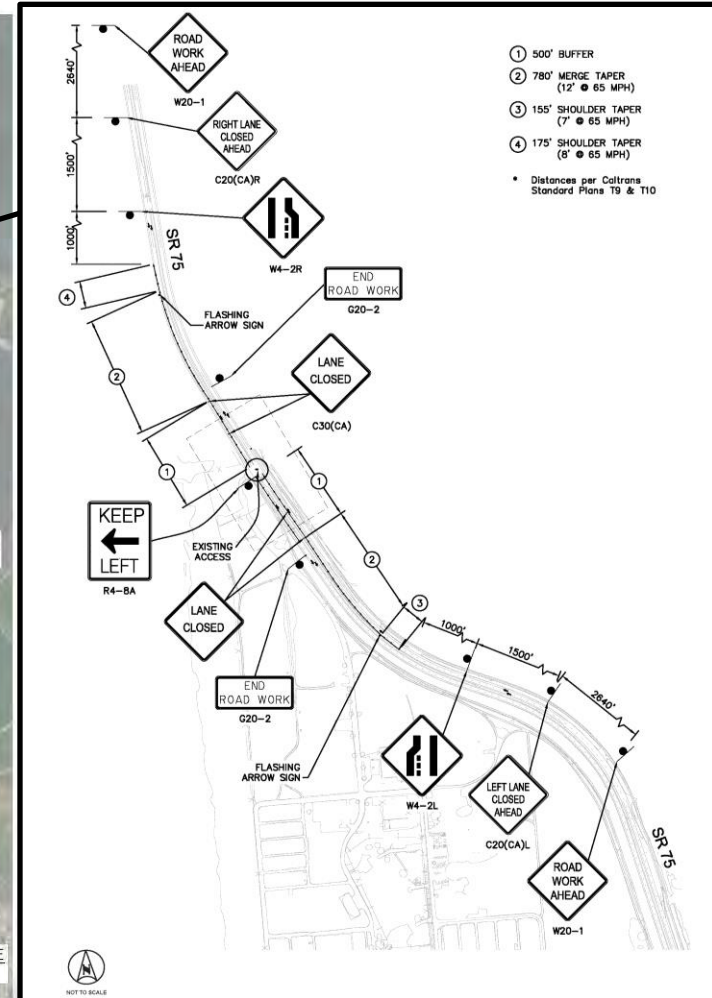 ROAD
WORK
AHEAD
W20-1
2640'
RIGHT LANE
CLOSED
AHEAD
C20(CA)R
1500'
W4-2R
1000'
SR 75
① 500' BUFFER
② 780' MERGE TAPER
(12' @ 65 MPH)
③ 155' SHOULDER TAPER
(7' @ 65 MPH)
④ 175' SHOULDER TAPER
(8' @ 65 MPH)
• Distances per Caltrans
Standard Plans T9 & T10
④
FLASHING
ARROW SIGN
END
ROAD WORK
G20-2
②
LANE
CLOSED
C30(CA)
①
①
KEEP
LEFT
R4-8A
EXISTING
ACCESS
②
LANE
CLOSED
③
1000'
1500'
2640'
END
ROAD WORK
G20-2
FLASHING
ARROW SIGN
W4-2L
LEFT LANE
CLOSED
AHEAD
C20(CA)L
SR 75
ROAD
WORK
AHEAD
W20-1
N
NOT TO SCALE